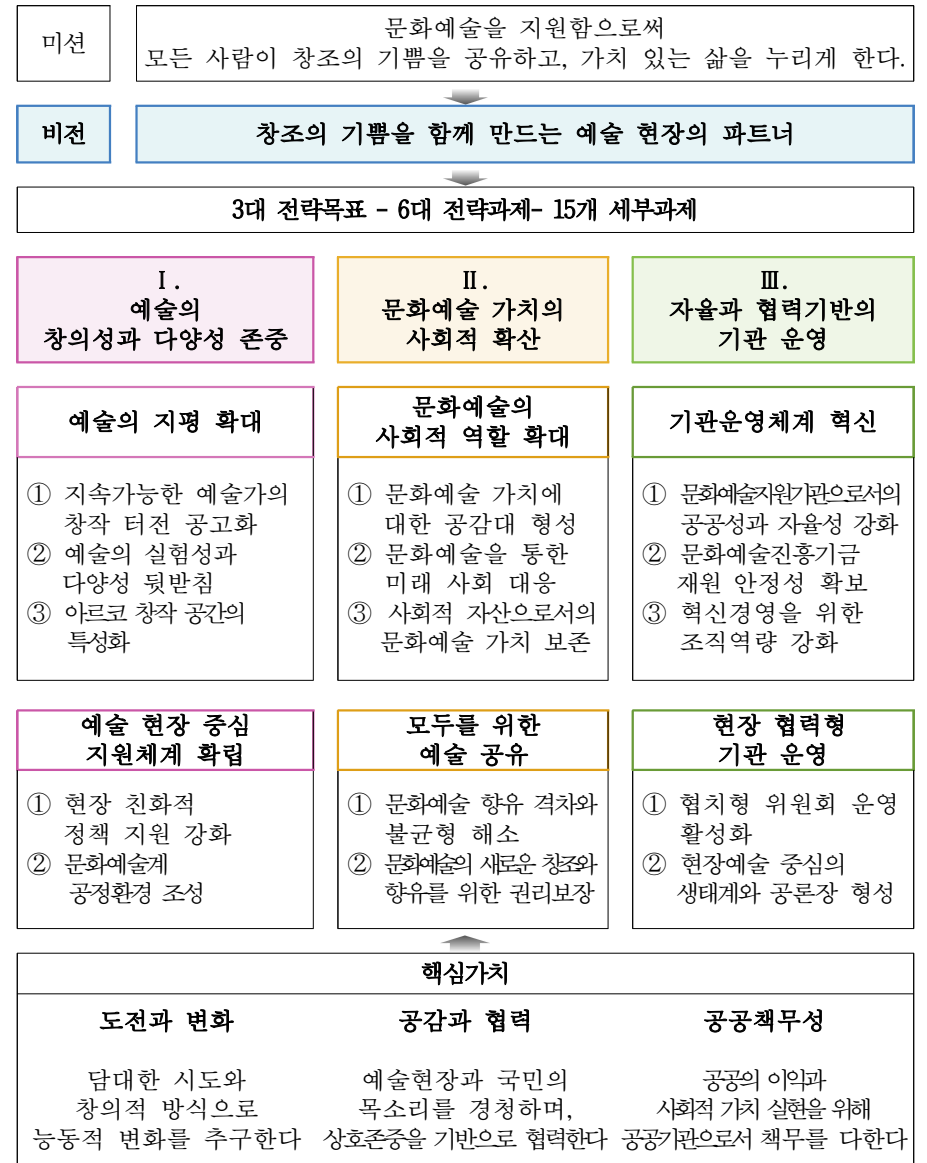 미션
문화예술을 지원함으로써
모든 사람이 창조의 기쁨을 공유하고, 가치 있는 삶을 누리게 한다.
비전
창조의 기쁨을 함께 만드는 예술 현장의 파트너
3대 전략목표 - 6대 전략과제- 15개 세부과제
Ⅰ.
예술의
창의성과 다양성 존중
Ⅱ.
문화예술 가치의
사회적 확산
Ⅲ.
자율과 협력기반의
기관 운영
예술의 지평 확대
문화예술의
사회적 역할 확대
기관운영체계 혁신
① 지속가능한 예술가의
창작 터전 공고화
② 예술의 실험성과
다양성 뒷받침
③ 아르코 창작 공간의
특성화
① 문화예술 가치에
대한 공감대 형성
② 문화예술을 통한
미래 사회 대응
③ 사회적 자산으로서의
문화예술 가치 보존
① 문화예술지원기관으로서의
공공성과 자율성 강화
② 문화예술진흥기금
재원 안정성 확보
③ 혁신경영을 위한
조직역량 강화
예술 현장 중심
지원체계 확립
모두를 위한
예술 공유
현장 협력형
기관 운영
① 현장 친화적
정책 지원 강화
② 문화예술계
공정환경 조성
① 문화예술 향유 격차와
불균형 해소
② 문화예술의 새로운 창조와
향유를 위한 권리보장
① 협치형 위원회 운영
활성화
② 현장예술 중심의
생태계와 공론장 형성
핵심가치
도전과 변화
담대한 시도와
창의적 방식으로
능동적 변화를 추구한다
공감과 협력
예술현장과 국민의
목소리를 경청하며,
상호존중을 기반으로 협력한다
공공책무성
공공의 이익과
사회적 가치 실현을 위해
공공기관으로서 책무를 다한다